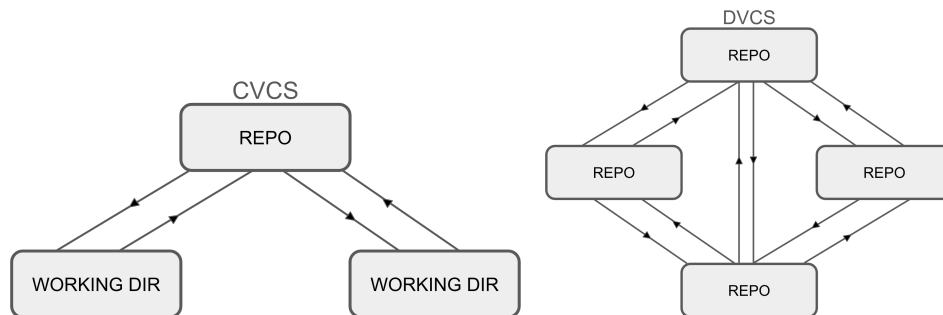 CVCS
REPO
WORKING DIR
WORKING DIR
DVCS
REPO
REPO
REPO
REPO